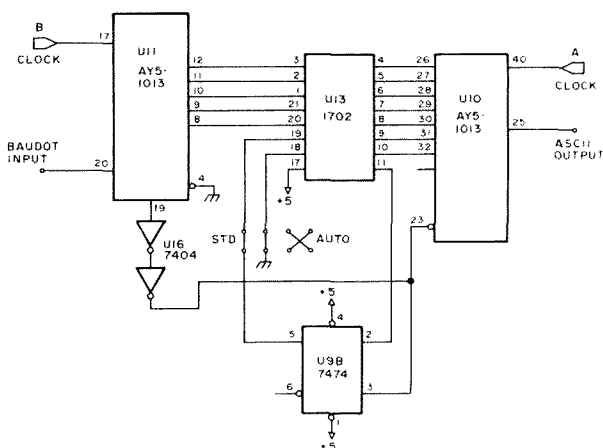 B
CLOCK
17
U11
AY5-
1013
12
11
10
9
8
20
BAUDOT
INPUT
4
19
U16
7404
3
2
1
21
20
19
18
17
+5
U13
1702
4
5
6
7
8
9
10
11
26
27
28
29
30
31
32
U10
AY5-
1013
40
A
CLOCK
25
ASCII
OUTPUT
23
STD
AUTO
+5
4
5
2
U9B
7474
6
3
1
+5